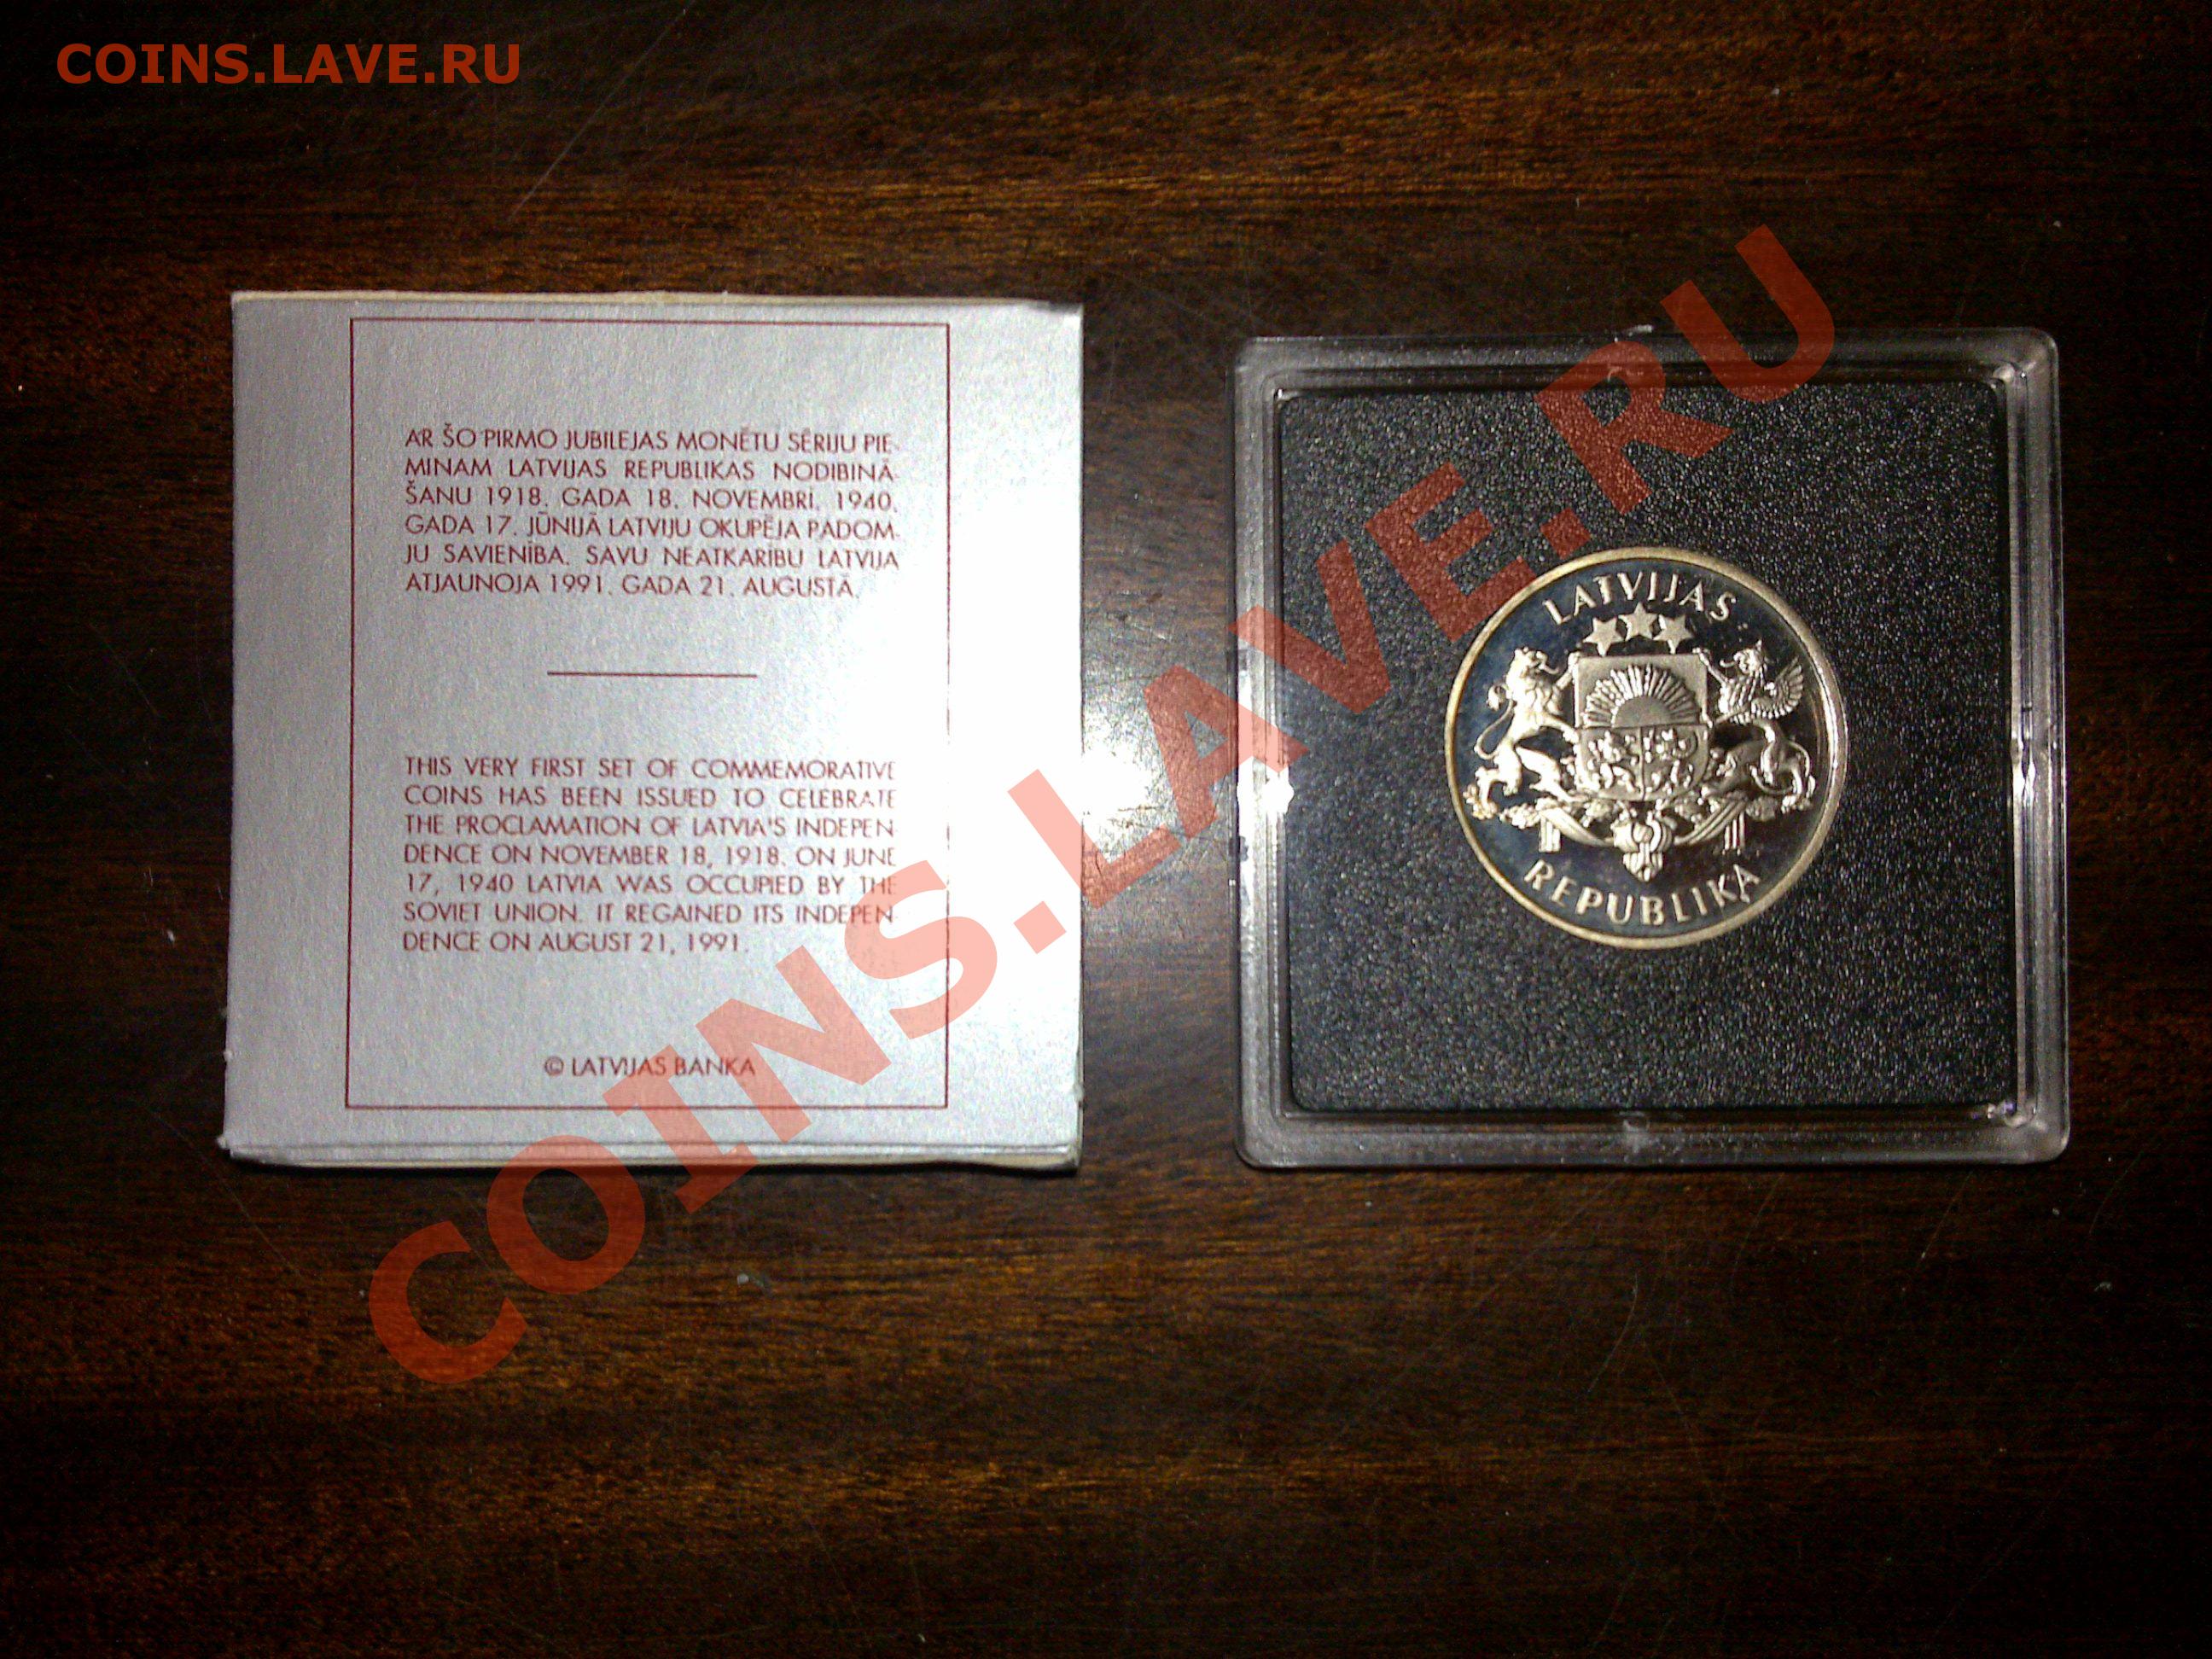 COINS.LAVE.RU
AR ŠO PIRMO JUBILEJAS MONĒTU SĒRIJU PIE-
MINAM LATVIJAS REPUBLIKAS NODIBINĀ-
ŠANU 1918. GADA 18. NOVEMBRĪ. 1940.
GADA 17. JŪNIJĀ LATVIJU OKUPĒJA PADOM-
JU SAVIENĪBA. SAVU NEATKARĪBU LATVIJA
ATJAUNOJA 1991. GADA 21. AUGUSTĀ.
THIS VERY FIRST SET OF COMMEMORATIVE
COINS HAS BEEN ISSUED TO CELEBRATE
THE PROCLAMATION OF LATVIA'S INDEPEN-
DENCE ON NOVEMBER 18, 1918. ON JUNE
17, 1940 LATVIA WAS OCCUPIED BY THE
SOVIET UNION. IT REGAINED ITS INDEPEN-
DENCE ON AUGUST 21, 1991.
© LATVIJAS BANKA
LATVIJAS
REPUBLIKA
COINS.LAVE.RU